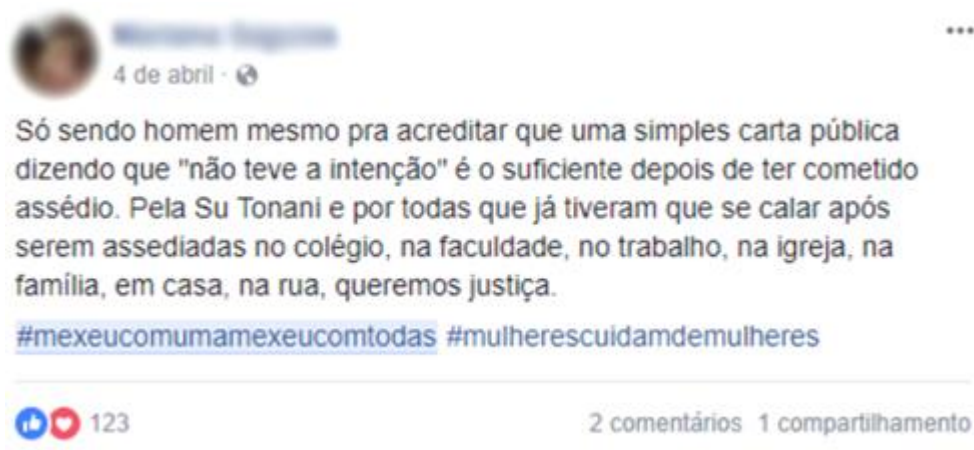 4 de abril ·
Só sendo homem mesmo pra acreditar que uma simples carta pública
dizendo que "não teve a intenção" é o suficiente depois de ter cometido
assédio. Pela Su Tonani e por todas que já tiveram que se calar após
serem assediadas no colégio, na faculdade, no trabalho, na igreja, na
família, em casa, na rua, queremos justiça.
#mexeucomumamexeucomtodas #mulherescuidamdemulheres
123 2 comentários 1 compartilhamento